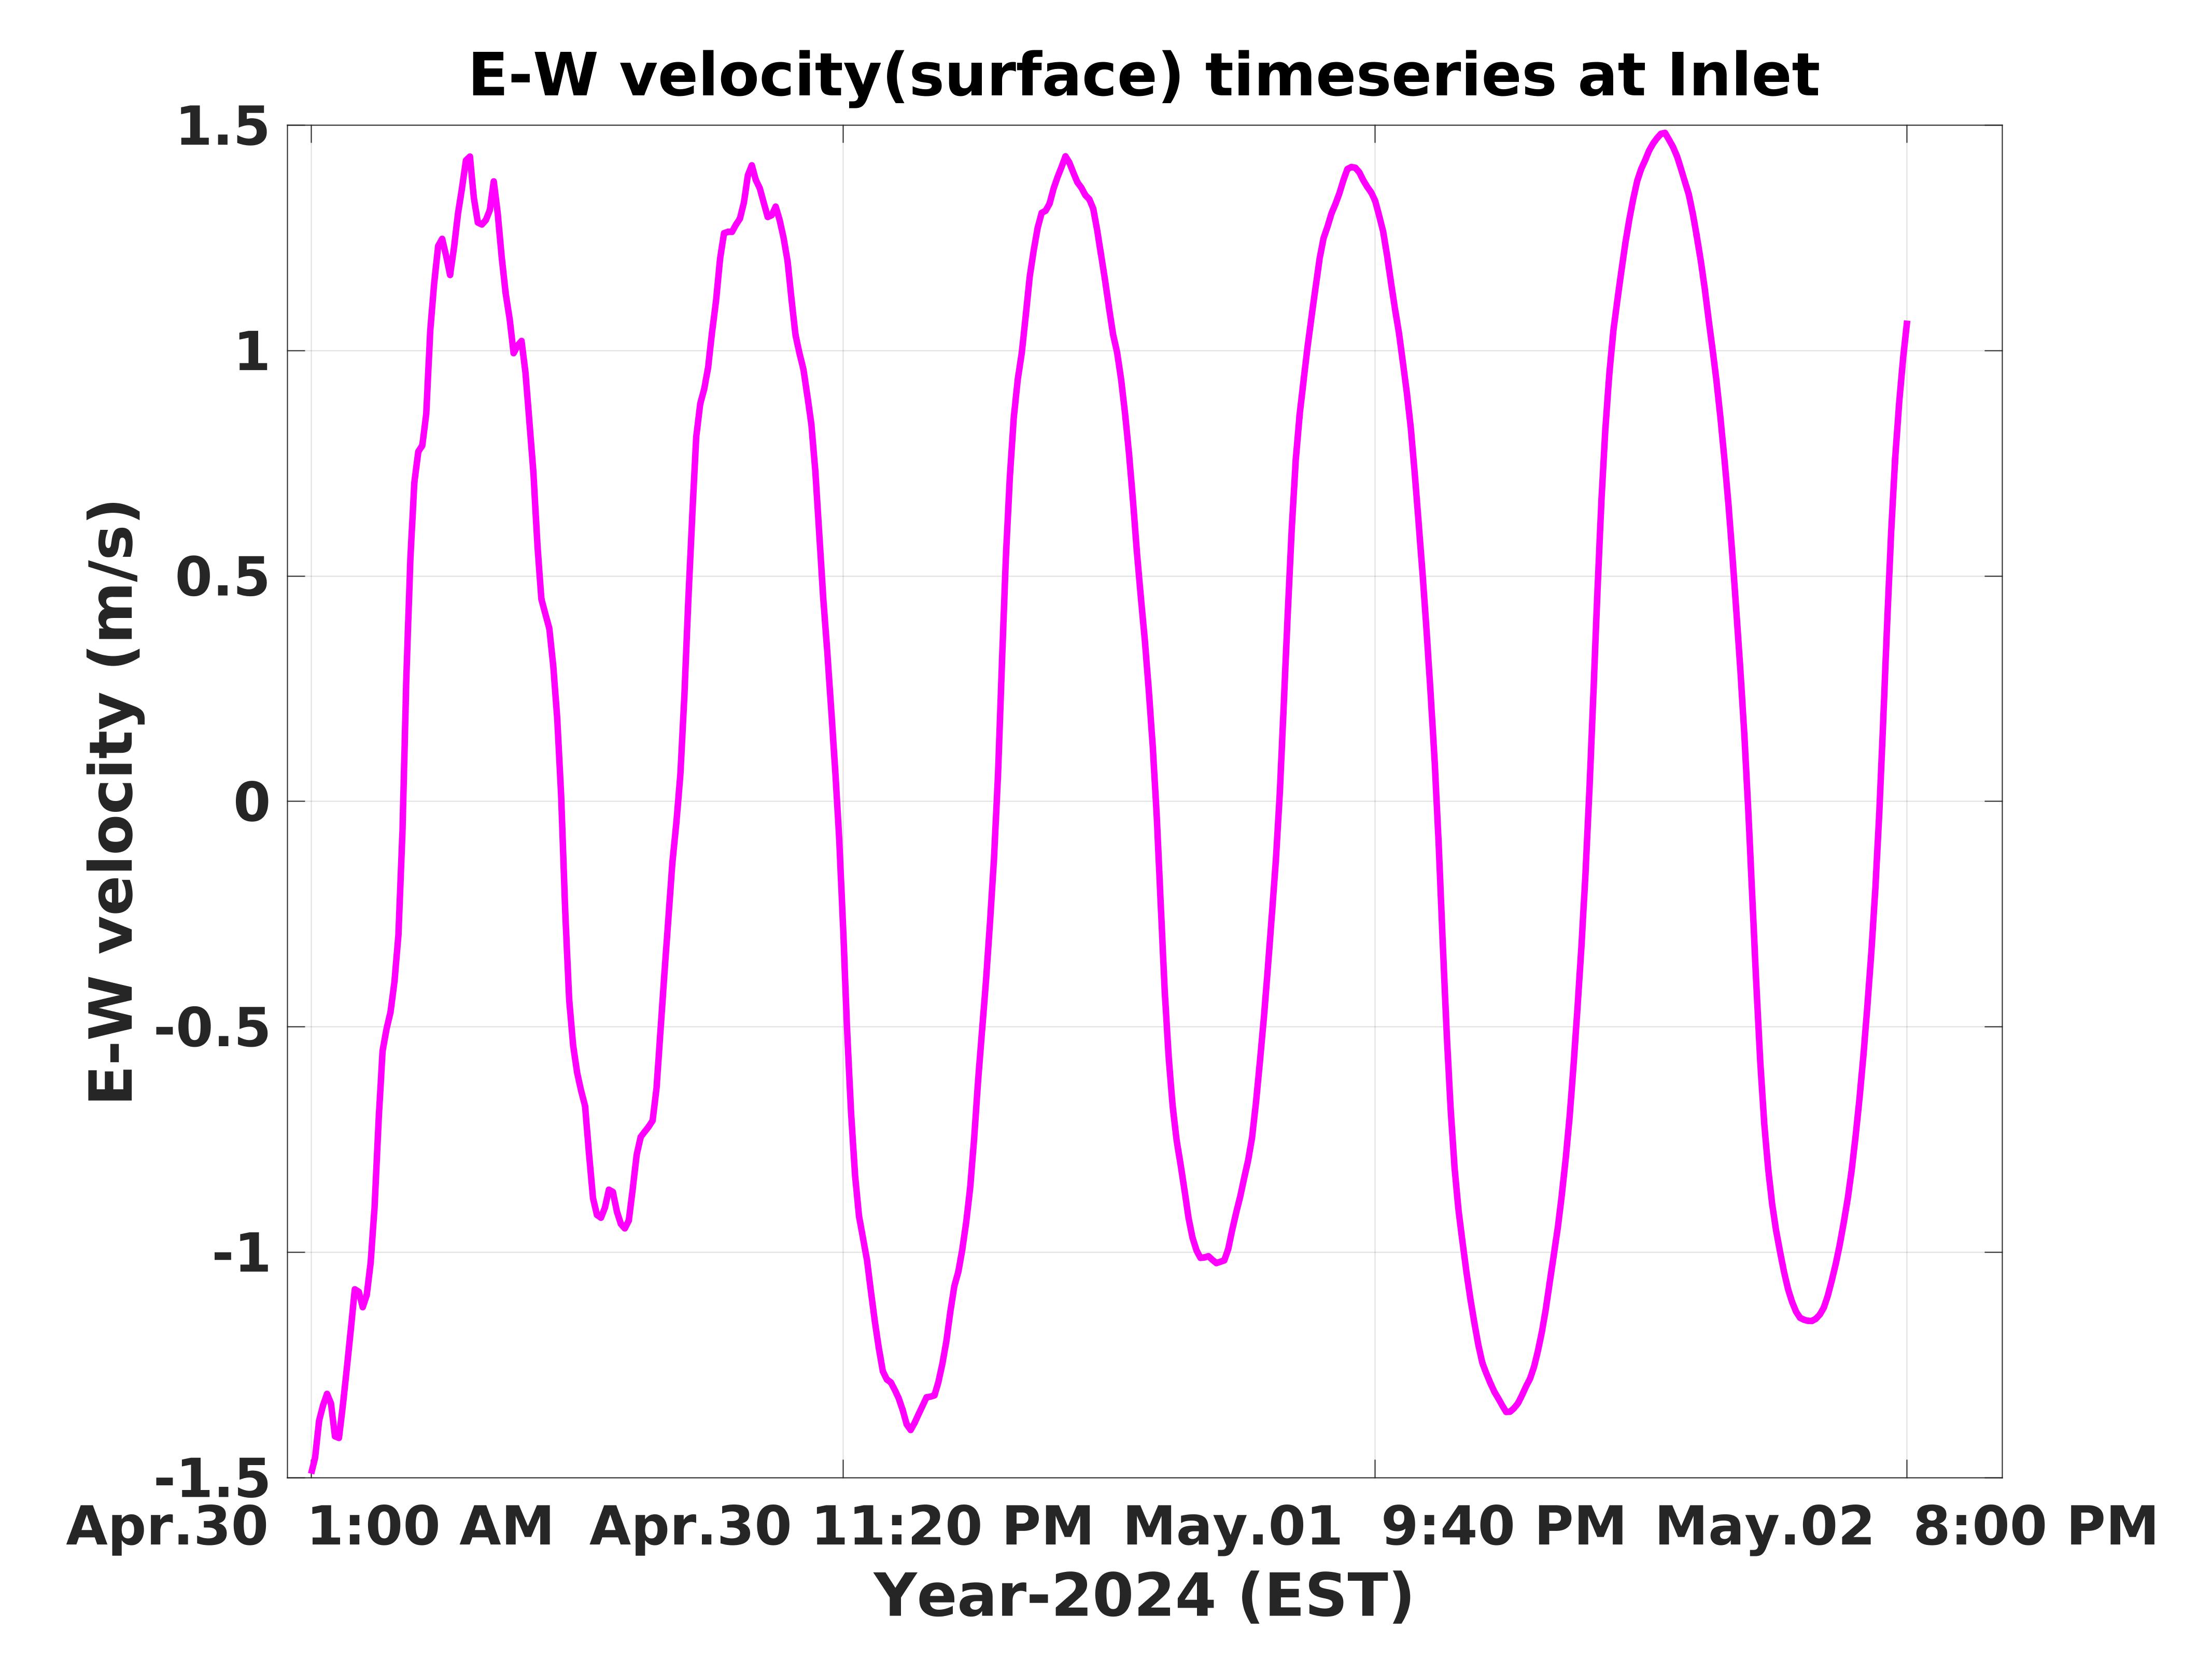 E-W velocity(surface) timeseries at Inlet
1.5
1
0.5
0
-0.5
-1
-1.5
E-W velocity (m/s)
Apr.30 1:00 AM Apr.30 11:20 PM May.01 9:40 PM May.02 8:00 PM
Year-2024 (EST)